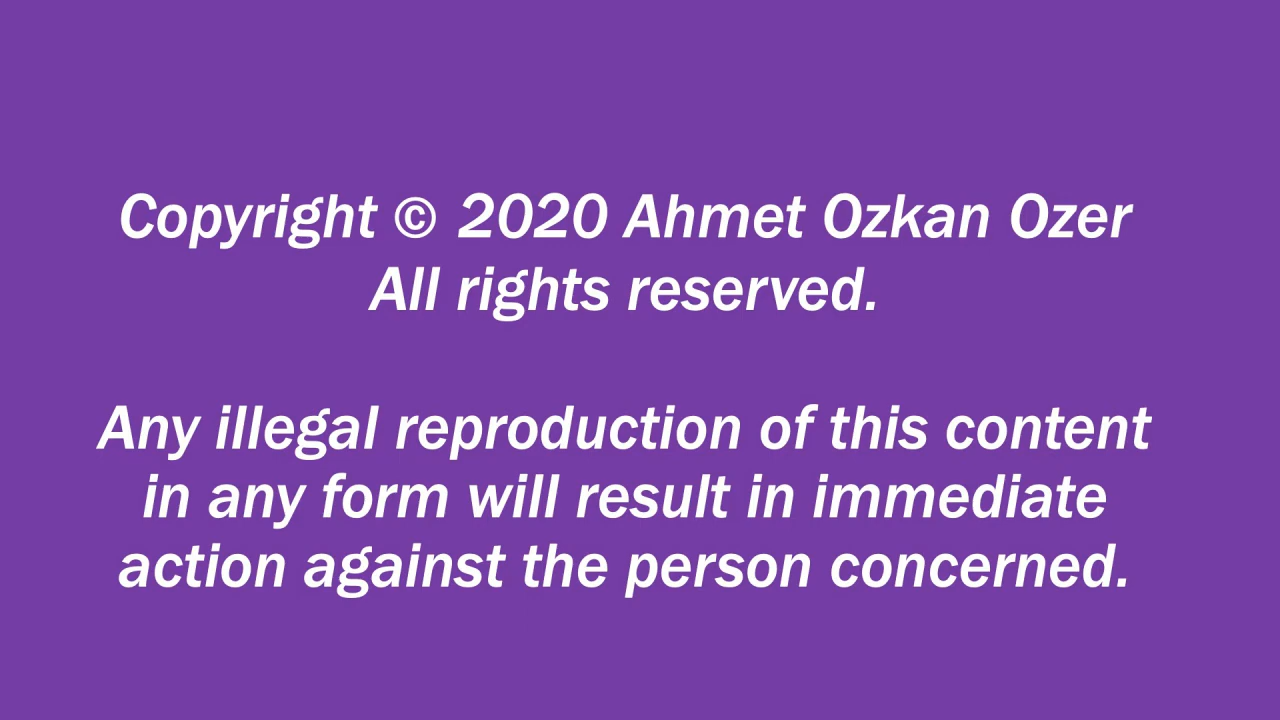 Copyright © 2020 Ahmet Ozkan Ozer
All rights reserved.
Any illegal reproduction of this content
in any form will result in immediate
action against the person concerned.